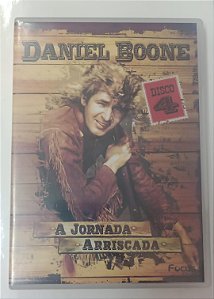 DANIEL BOONE
DISCO
4
A JORNADA
ARRISCADA
Focus